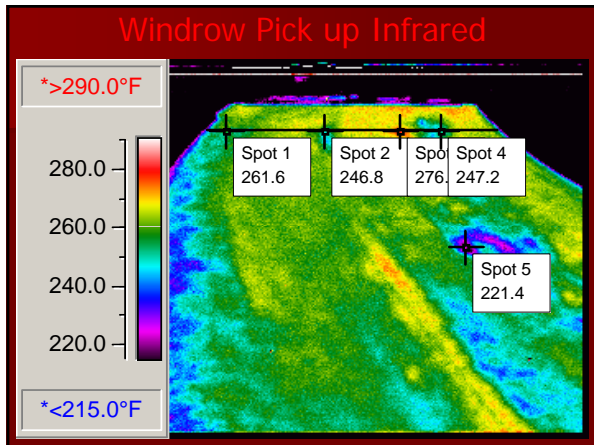 Windrow Pick up Infrared
*>290.0°F
280.0
260.0
240.0
220.0
*<215.0°F
Spot 1
261.6
Spot 2
246.8
276.
Spot 4
247.2
Spot 5
221.4